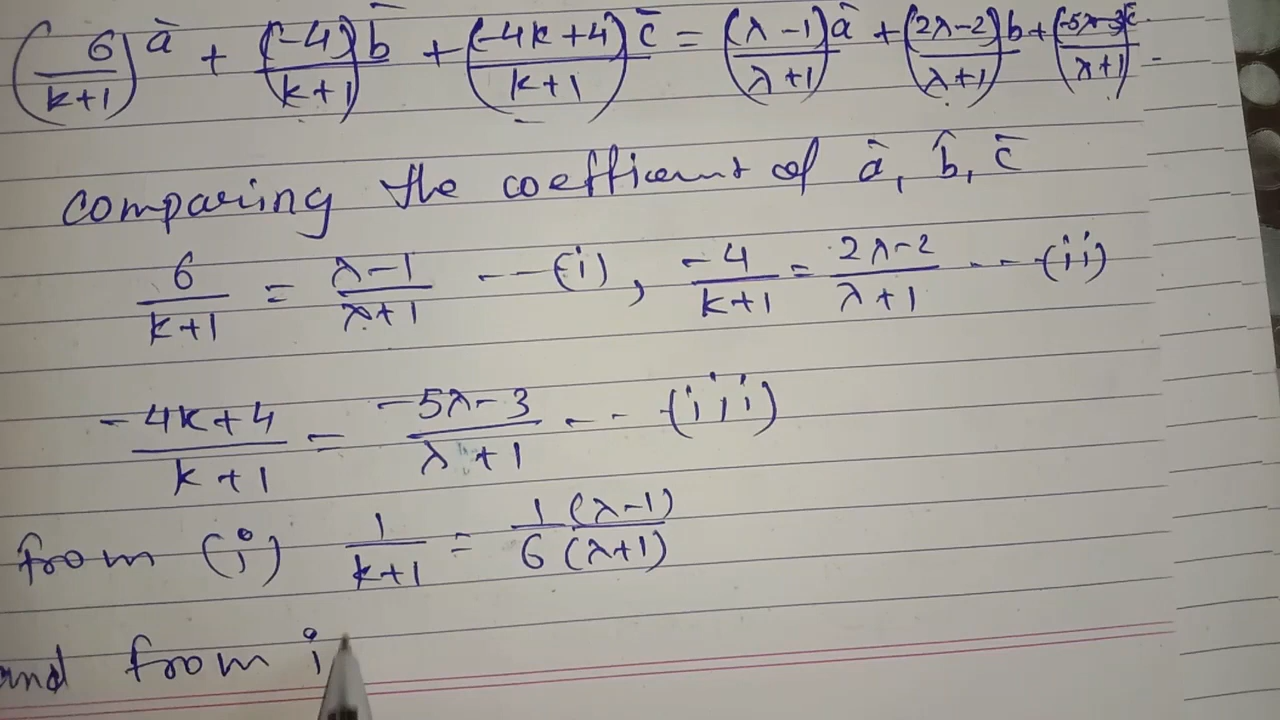 (6/(k+1)) ā + ((-4)/(k+1)) b̄ + ((-4k+4)/(k+1)) c̄ = ((λ-1)/(λ+1)) ā + ((2λ-2)/(λ+1)) b + ((-5λ-3)/(λ+1)) c̄
comparing the coefficient of ā, b̄, c̄
6/(k+1) = (λ-1)/(λ+1) ---(i), -4/(k+1) = (2λ-2)/(λ+1) ---(ii)
(-4k+4)/(k+1) = (-5λ-3)/(λ+1) ---(iii)
from (i) 1/(k+1) = 1(λ-1)/6(λ+1)
and from i